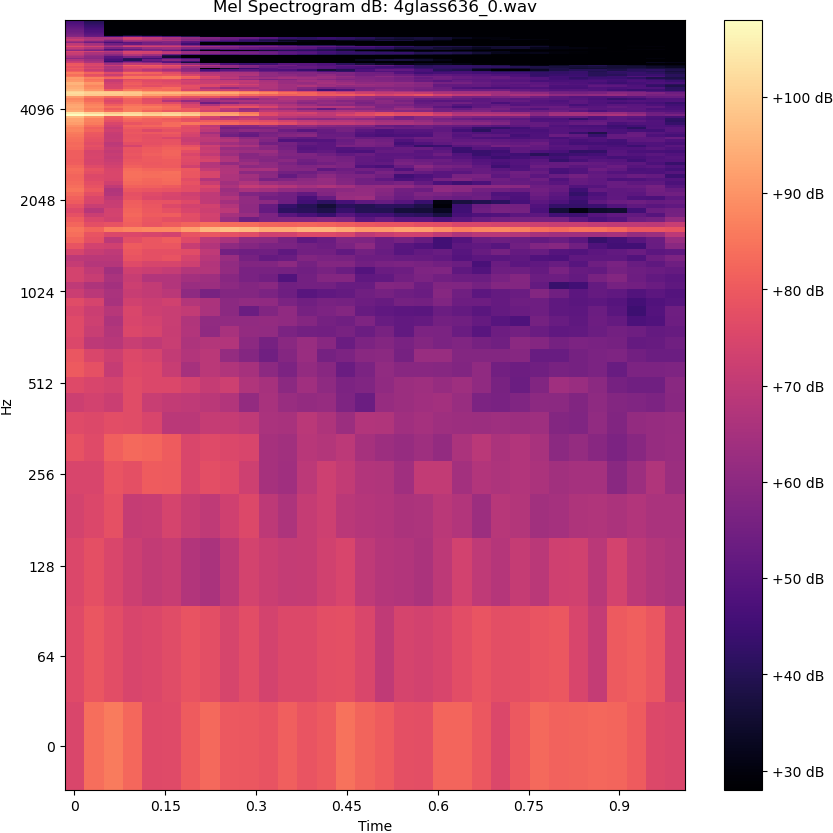 Mel Spectrogram dB: 4glass636_0.wav
Hz
4096
2048
1024
512
256
128
64
0
0 0.15 0.3 0.45 0.6 0.75 0.9
Time
+100 dB
+90 dB
+80 dB
+70 dB
+60 dB
+50 dB
+40 dB
+30 dB